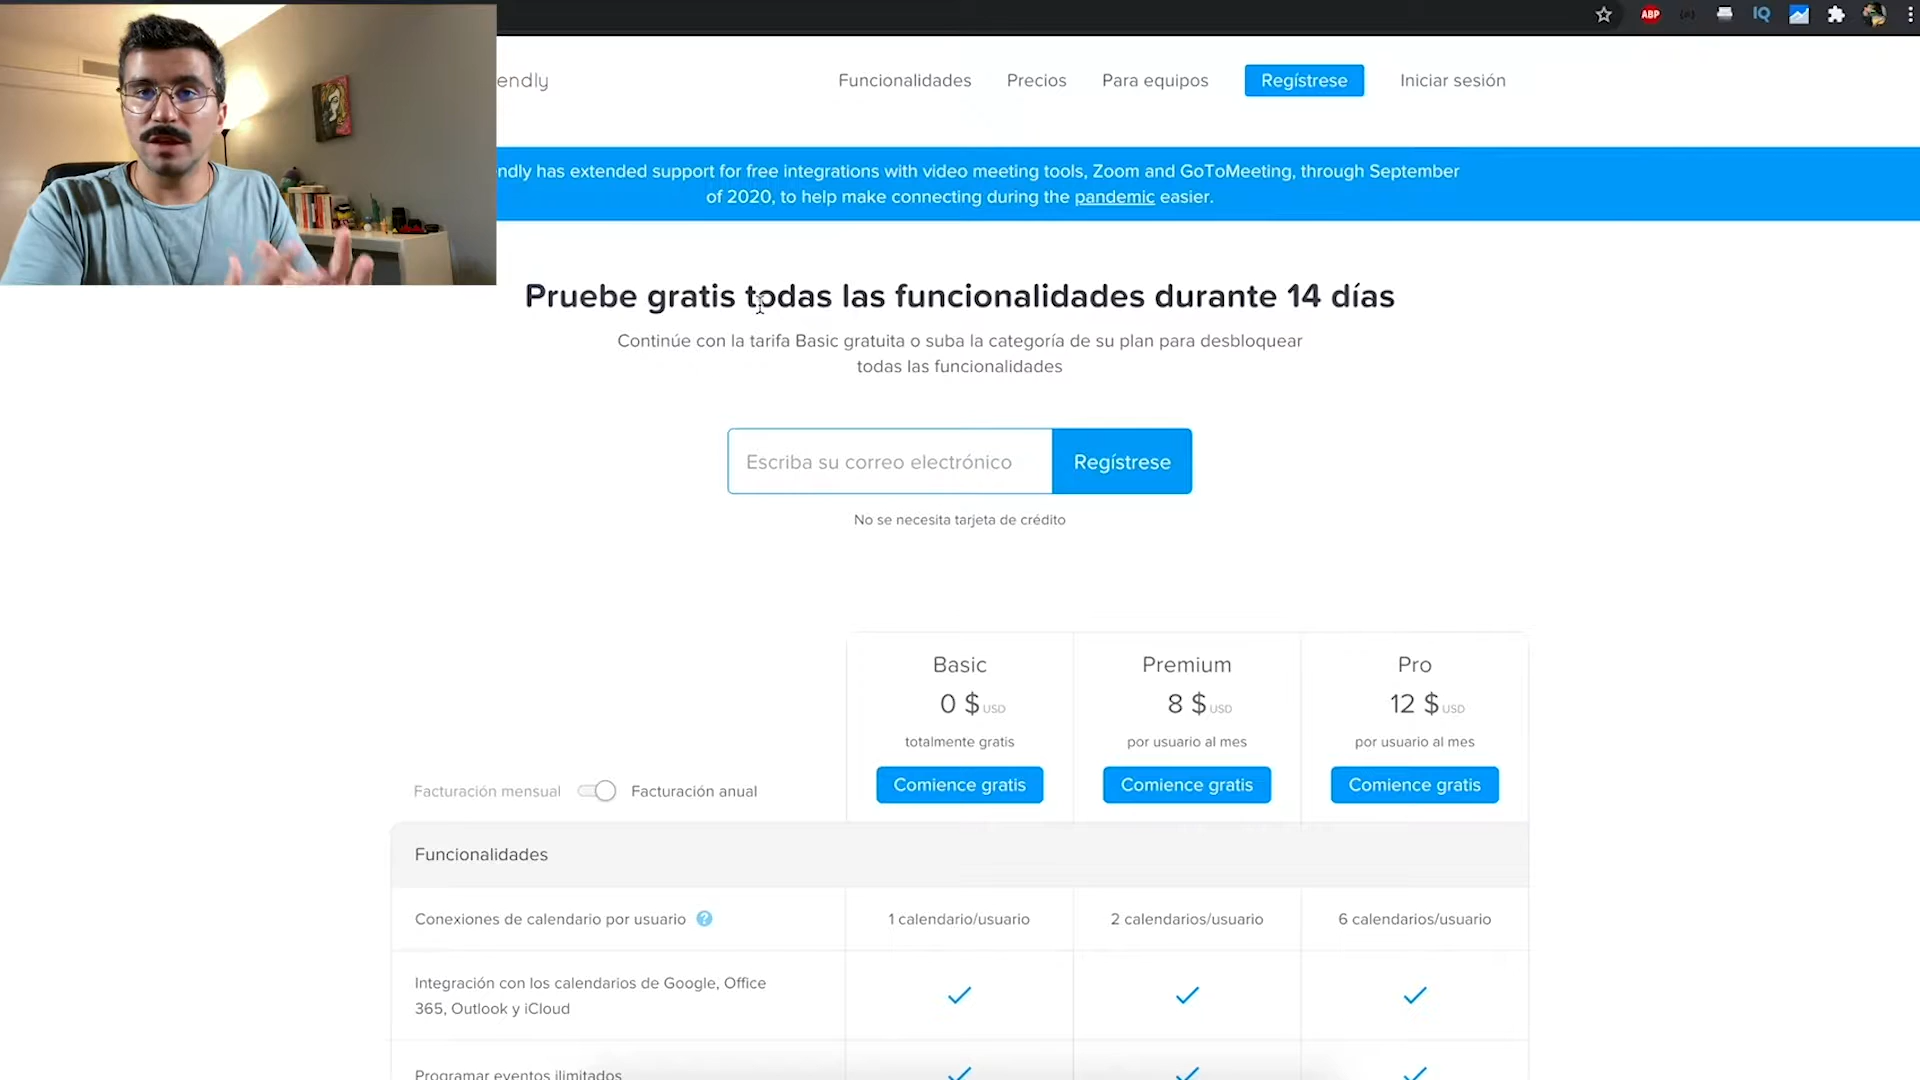 endly
Funcionalidades
Precios
Para equipos
Regístrese
Iniciar sesión
ABP
IQ
ndly has extended support for free integrations with video meeting tools, Zoom and GoToMeeting, through September
of 2020, to help make connecting during the pandemic easier.
Pruebe gratis todas las funcionalidades durante 14 días
Continúe con la tarifa Basic gratuita o suba la categoría de su plan para desbloquear
todas las funcionalidades
Escriba su correo electrónico
Regístrese
No se necesita tarjeta de crédito
Basic
Premium
Pro
0 $ USD
8 $ USD
12 $ USD
totalmente gratis
por usuario al mes
por usuario al mes
Comience gratis
Comience gratis
Comience gratis
Facturación mensual
Facturación anual
Funcionalidades
Conexiones de calendario por usuario ?
1 calendario/usuario
2 calendarios/usuario
6 calendarios/usuario
Integración con los calendarios de Google, Office
365, Outlook y iCloud
Programar eventos ilimitados